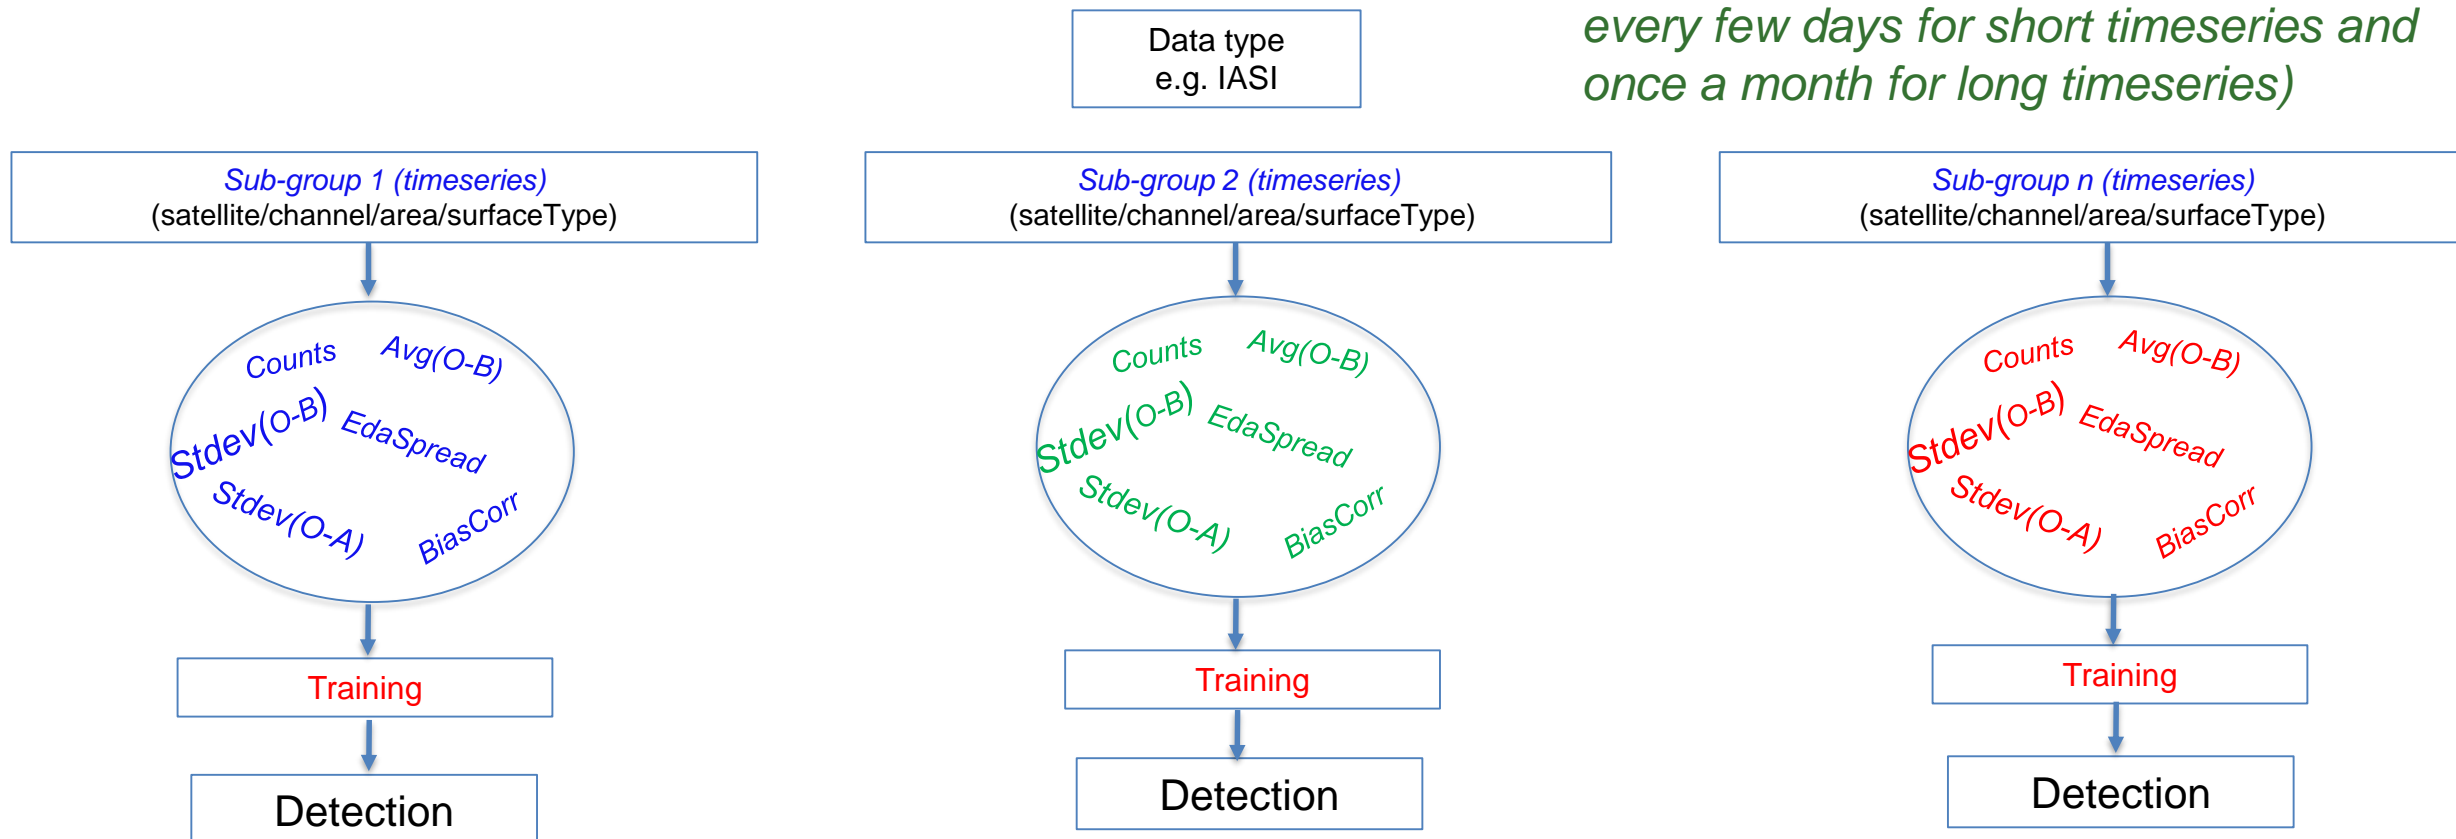 Data type
e.g. IASI
every few days for short timeseries and
once a month for long timeseries)
Sub-group 1 (timeseries)
(satellite/channel/area/surfaceType)
Sub-group 2 (timeseries)
(satellite/channel/area/surfaceType)
Sub-group n (timeseries)
(satellite/channel/area/surfaceType)
Counts
Avg(O-B)
Stdev(O-B)
EdaSpread
Stdev(O-A)
BiasCorr
Counts
Avg(O-B)
Stdev(O-B)
EdaSpread
Stdev(O-A)
BiasCorr
Counts
Avg(O-B)
Stdev(O-B)
EdaSpread
Stdev(O-A)
BiasCorr
Training
Training
Training
Detection
Detection
Detection